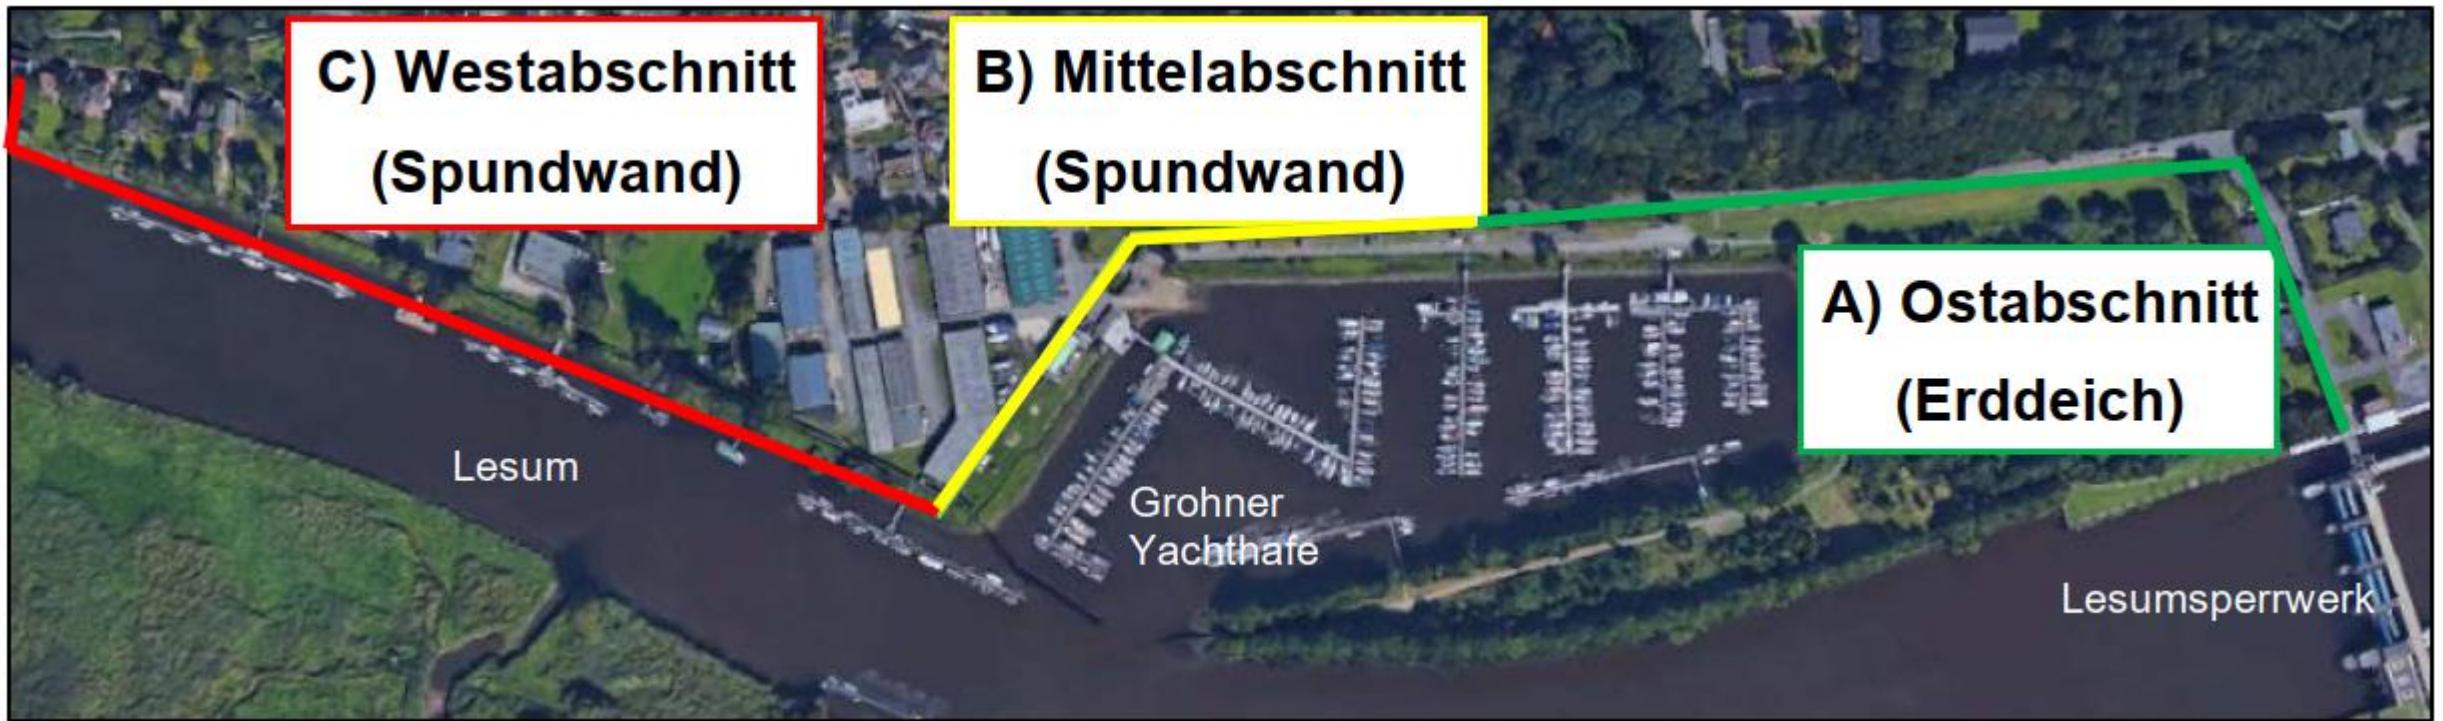 C) Westabschnitt
(Spundwand)
B) Mittelabschnitt
(Spundwand)
A) Ostabschnitt
(Erddeich)
Lesum
Grohner
Yachthafe
Lesumsperrwerk